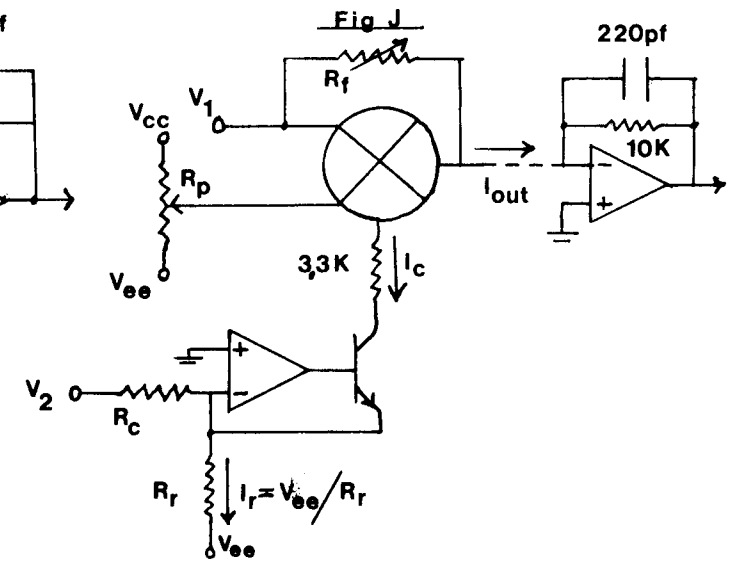 f
Fig J
220pf
Rf
V1
Vcc
10K
Rp
Iout
3,3K
Ic
Vee
+
-
+
-
V2
Rc
Rr
Ir=Vee/Rr
Vee